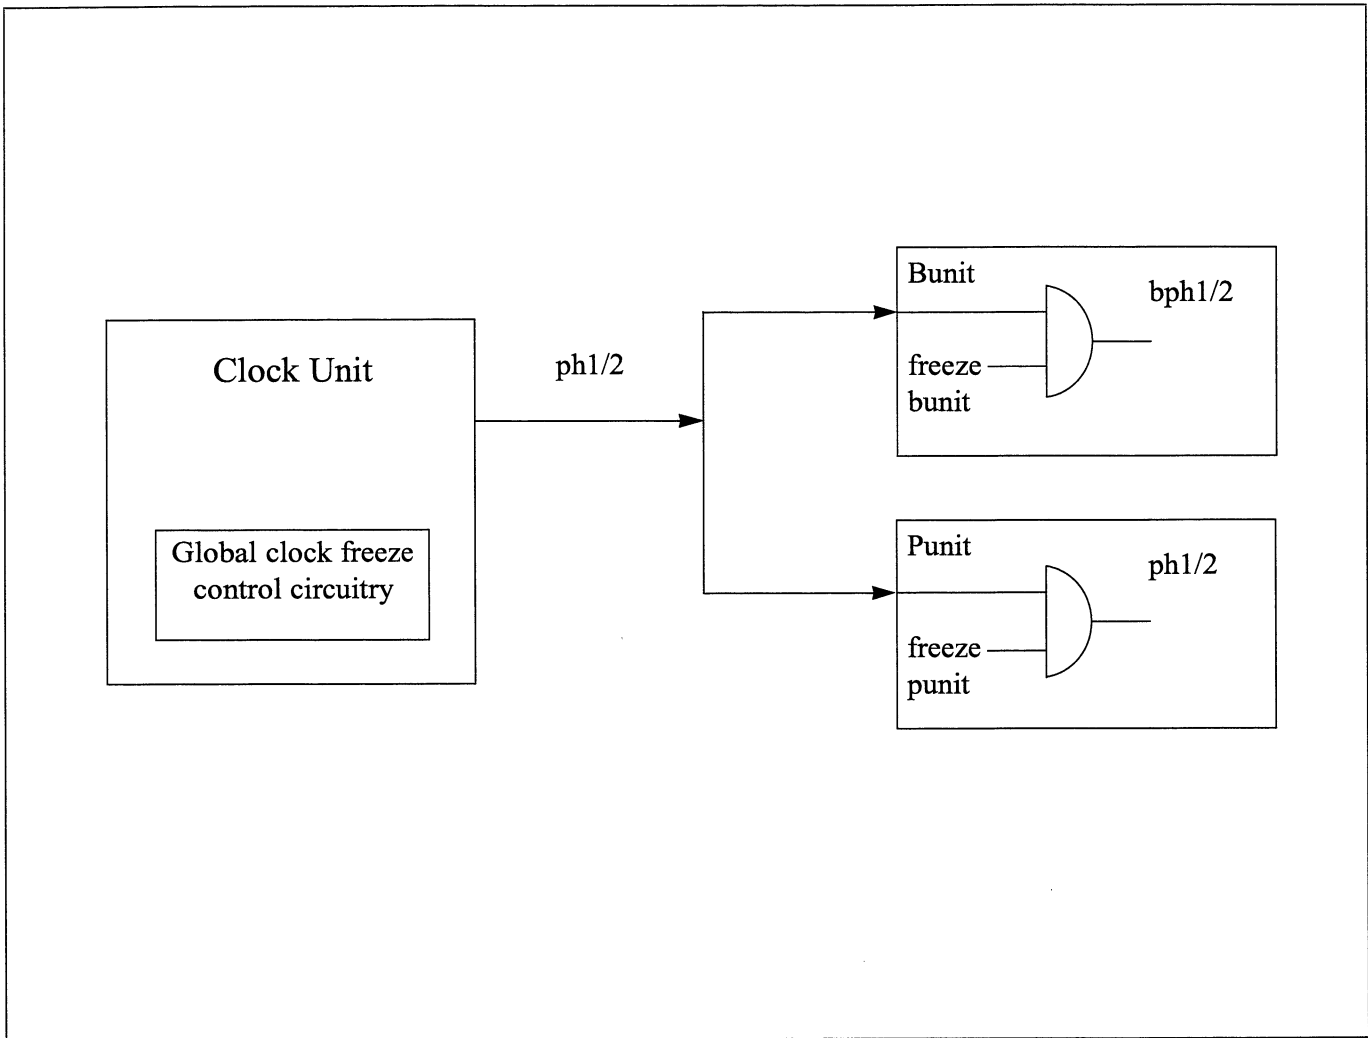 Clock Unit
Global clock freeze
control circuitry
ph1/2
Bunit
bph1/2
freeze
bunit
Punit
ph1/2
freeze
punit